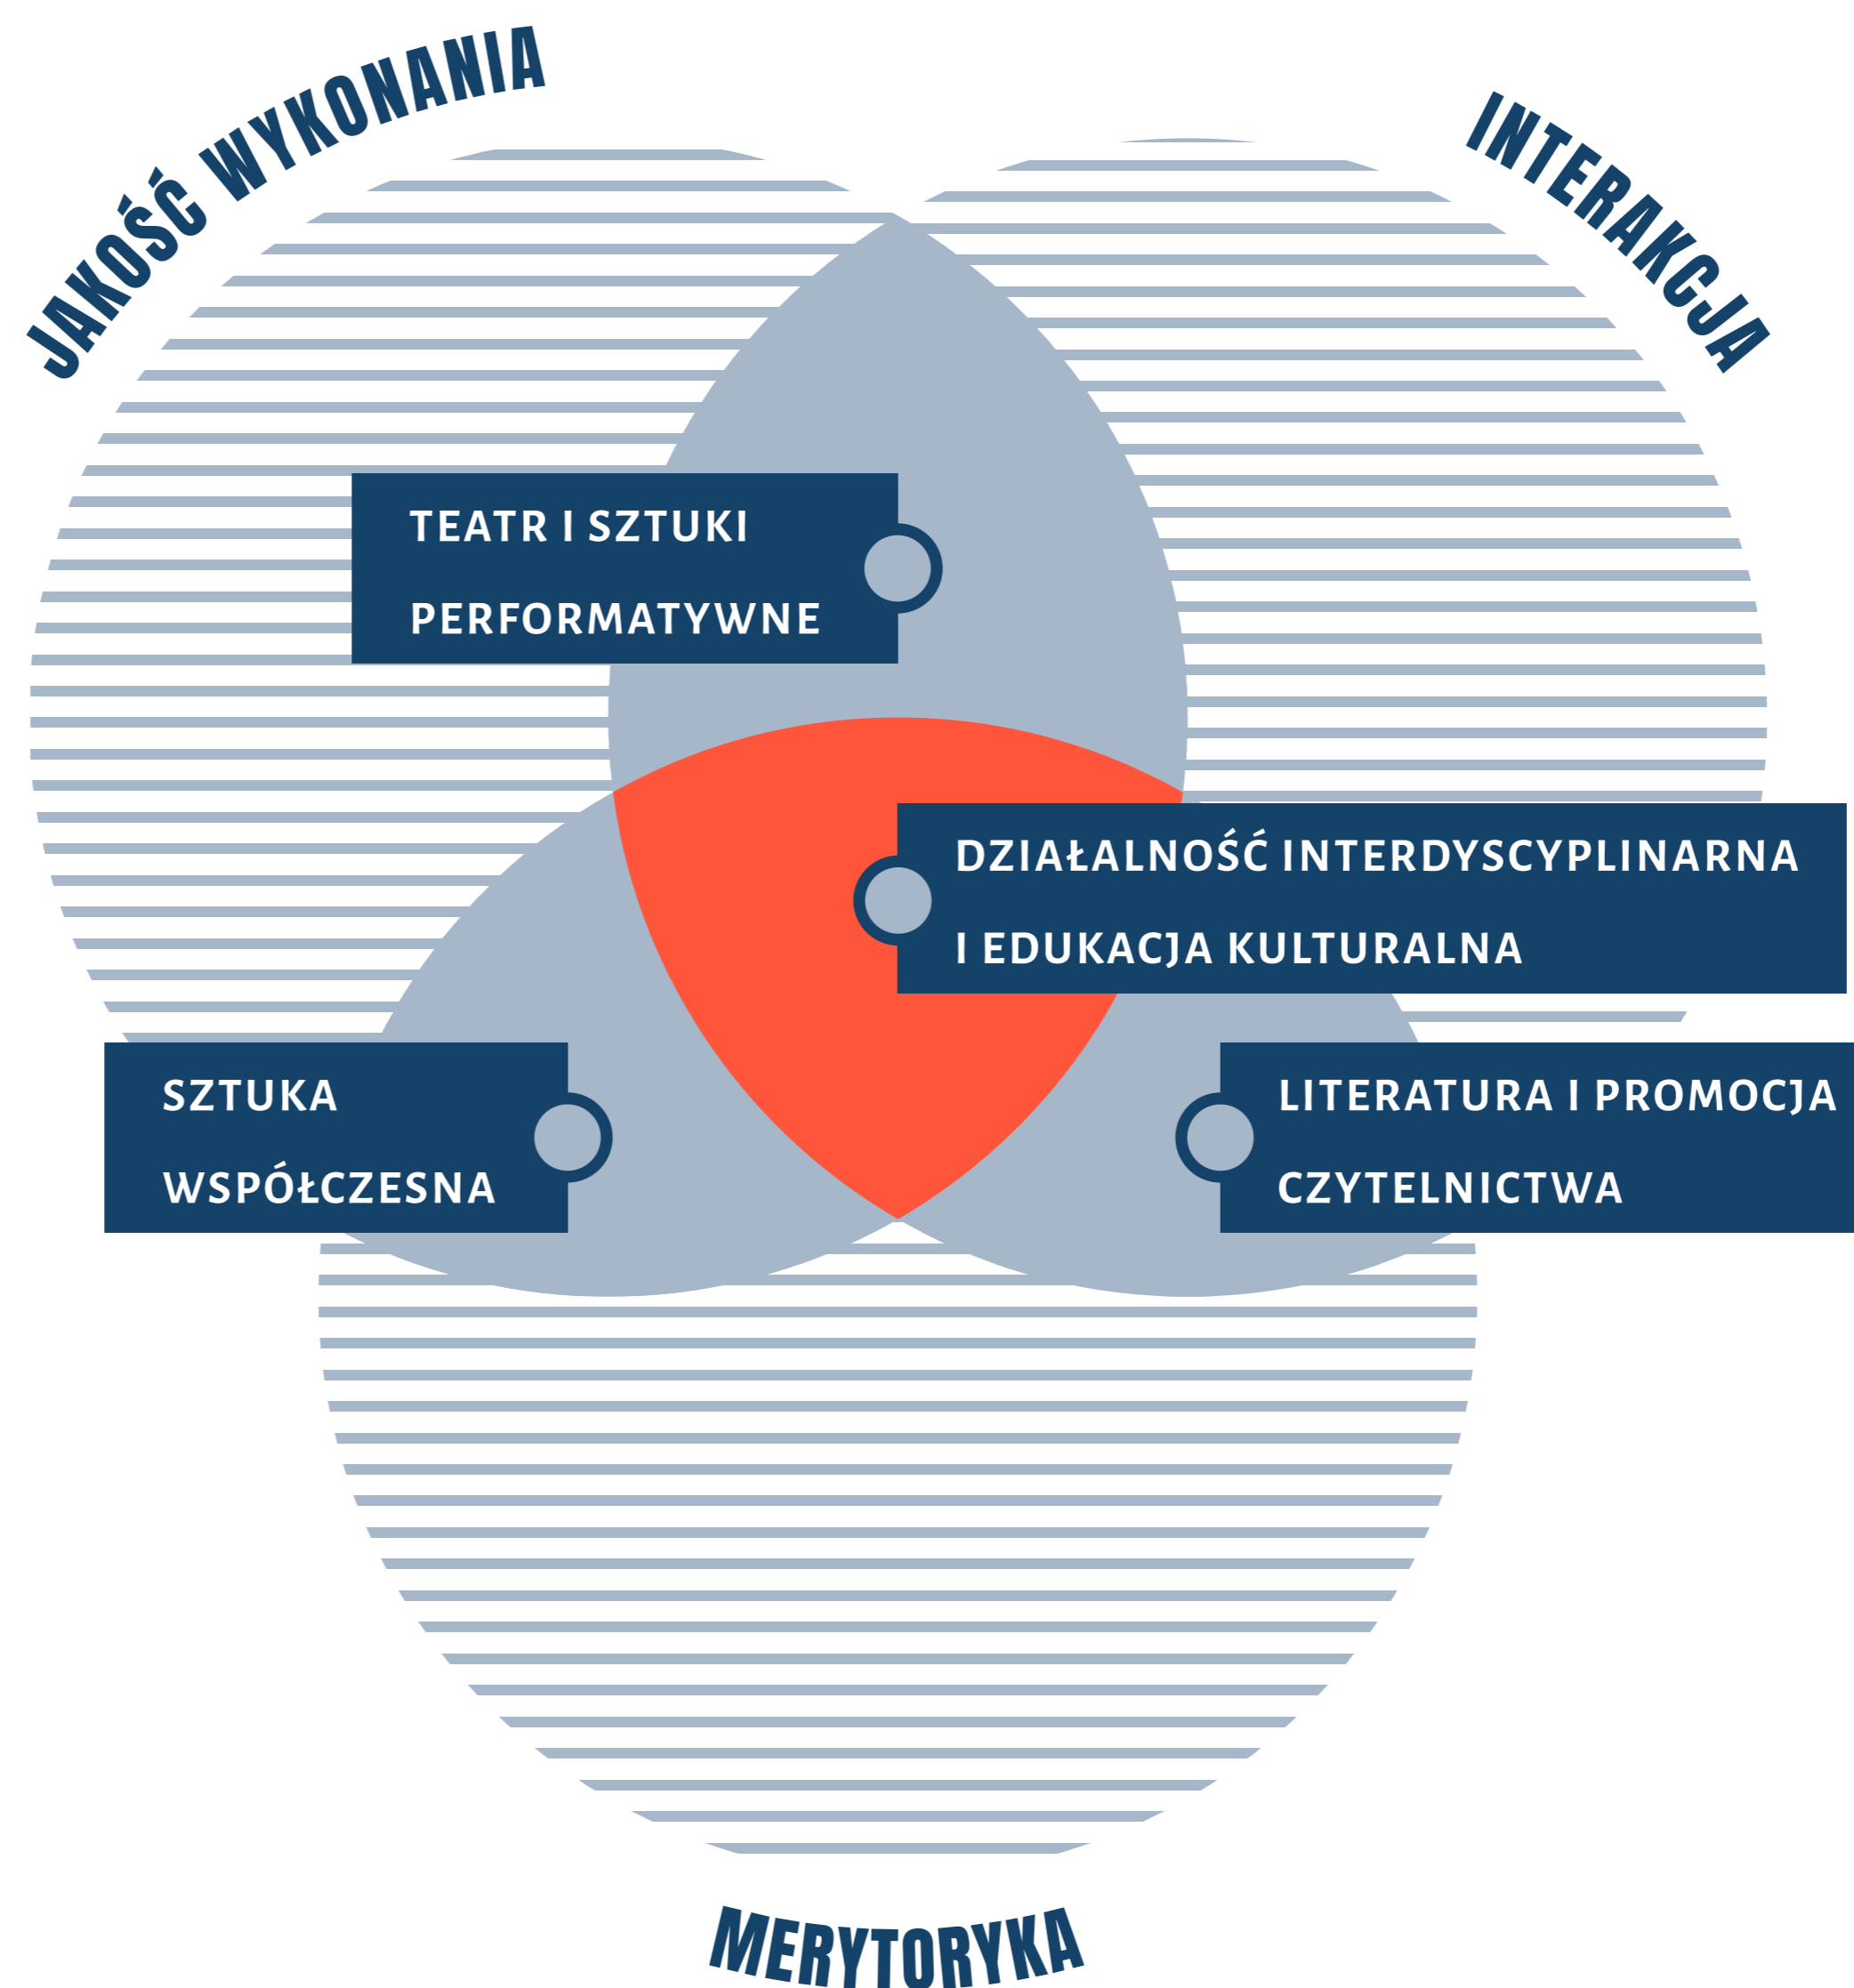 JAKOŚĆ WYKONANIA
INTERAKCJA
TEATR I SZTUKI
PERFORMATYWNE
DZIAŁALNOŚĆ INTERDYSCYPLINARNA
I EDUKACJA KULTURALNA
SZTUKA
WSPÓŁCZESNA
LITERATURA I PROMOCJA
CZYTELNICTWA
MERYTORYKA